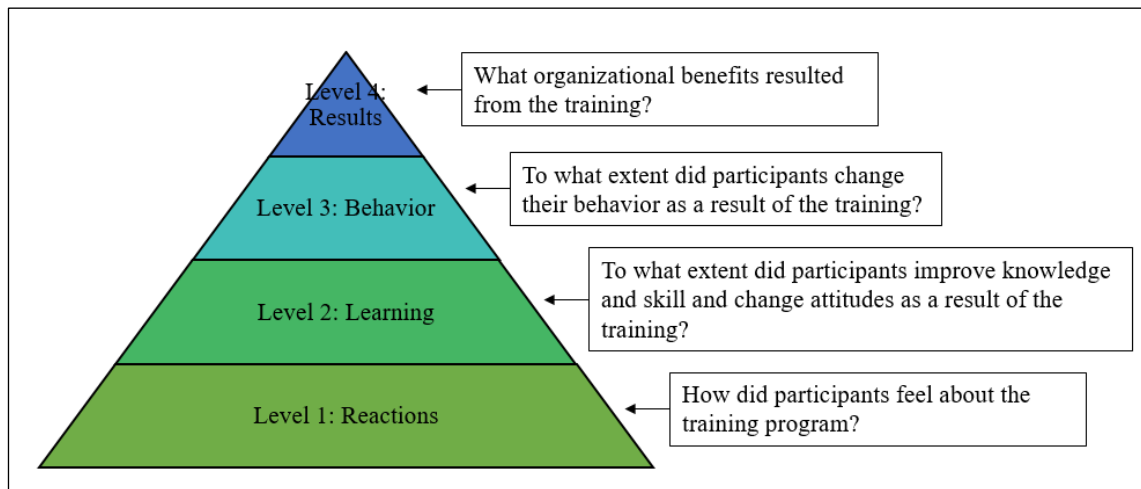 Level 4:
Results
What organizational benefits resulted
from the training?
Level 3: Behavior
To what extent did participants change
their behavior as a result of the training?
Level 2: Learning
To what extent did participants improve knowledge
and skill and change attitudes as a result of the
training?
Level 1: Reactions
How did participants feel about the
training program?